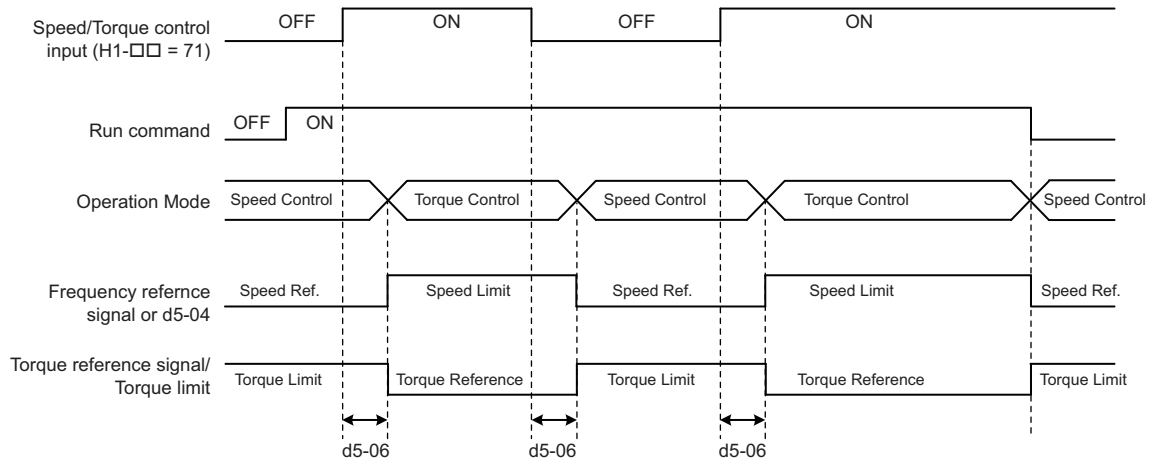 Speed/Torque control
input (H1-□□ = 71)
OFF ON OFF ON
Run command
OFF ON
Operation Mode
Speed Control Torque Control Speed Control Torque Control Speed Control
Frequency refernce
signal or d5-04
Speed Ref. Speed Limit Speed Ref. Speed Limit Speed Ref.
Torque reference signal/
Torque limit
Torque Limit Torque Reference Torque Limit Torque Reference Torque Limit
d5-06 d5-06 d5-06